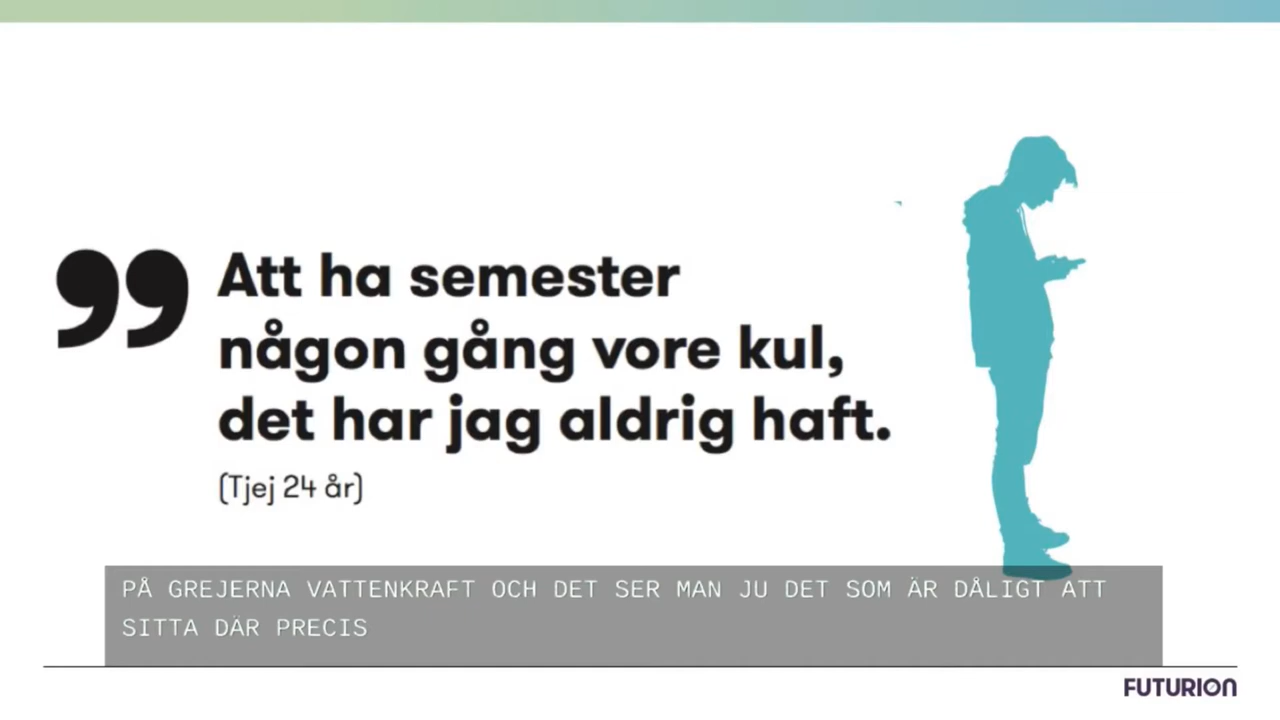 ” Att ha semester
någon gång vore kul,
det har jag aldrig haft.
(Tjej 24 år)
PÅ GREJERNA VATTENKRAFT OCH DET SER MAN JU DET SOM ÄR DÅLIGT ATT
SITTA DÄR PRECIS
FUTURION